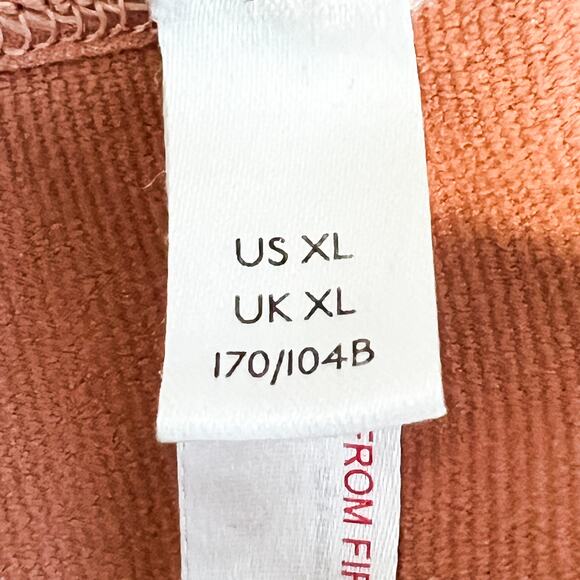 US XL
UK XL
170/104B
FROM